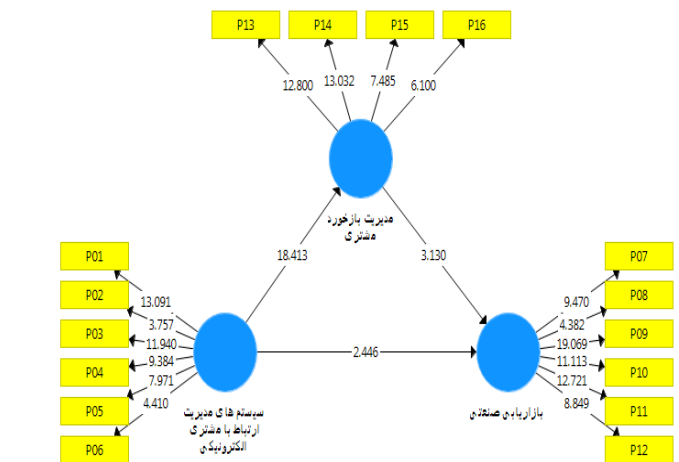 P13
P14
P15
P16
12.800
13.032
7.485
6.100
مدیریت بازخورد
مشتری
18.413
3.130
P01
P02
P03
P04
P05
P06
13.091
3.757
11.940
9.384
7.971
4.410
سیستم های مدیریت
ارتباط با مشتری
الکترونیکی
2.446
بازاریابی صنعتی
9.470
4.382
19.069
11.113
12.721
8.849
P07
P08
P09
P10
P11
P12